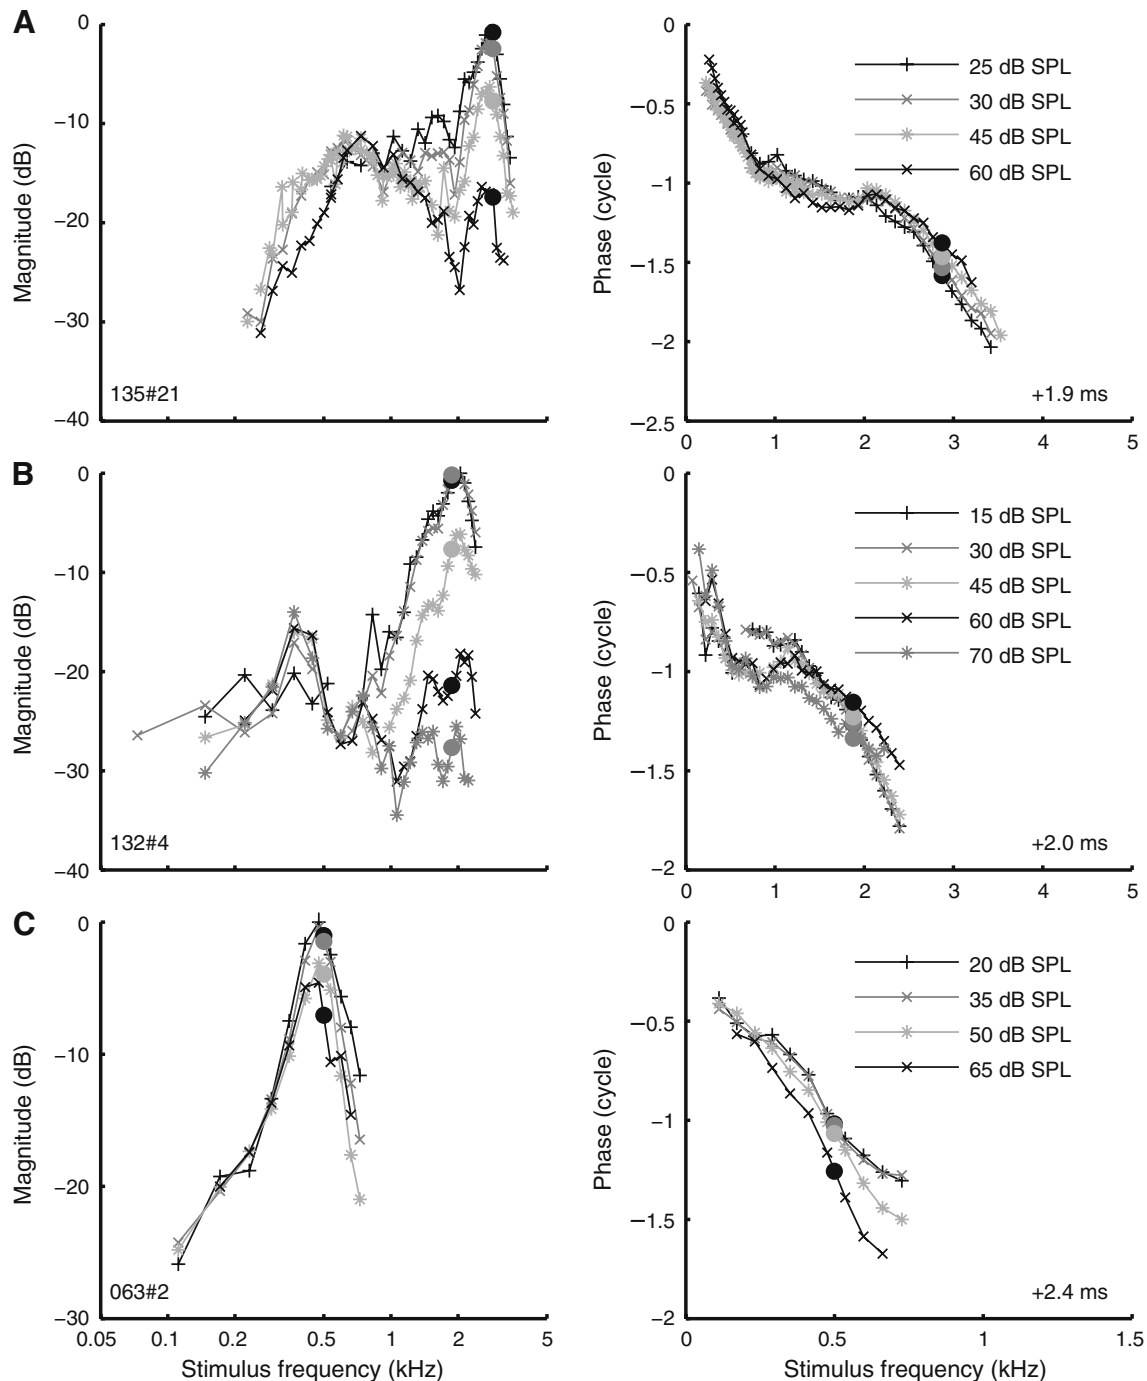 A
0
−10
−20
−30
−40
Magnitude (dB)
135#21
0
−0.5
−1
−1.5
−2
−2.5
Phase (cycle)
25 dB SPL
30 dB SPL
45 dB SPL
60 dB SPL
+1.9 ms
0 1 2 3 4 5
B
0
−10
−20
−30
−40
Magnitude (dB)
132#4
0
−0.5
−1
−1.5
−2
Phase (cycle)
15 dB SPL
30 dB SPL
45 dB SPL
60 dB SPL
70 dB SPL
+2.0 ms
0 1 2 3 4 5
C
0
−10
−20
−30
Magnitude (dB)
063#2
0.05 0.1 0.2 0.5 1 2 5
Stimulus frequency (kHz)
0
−0.5
−1
−1.5
−2
Phase (cycle)
20 dB SPL
35 dB SPL
50 dB SPL
65 dB SPL
+2.4 ms
0 0.5 1 1.5
Stimulus frequency (kHz)